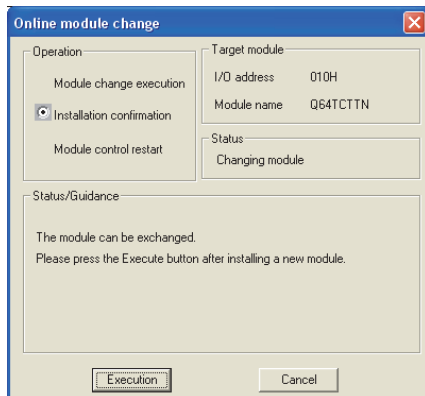 Online module change
Operation
Module change execution
Installation confirmation
Module control restart
Target module
I/O address 010H
Module name Q64TCTTN
Status
Changing module
Status/Guidance
The module can be exchanged.
Please press the Execute button after installing a new module.
Execution Cancel